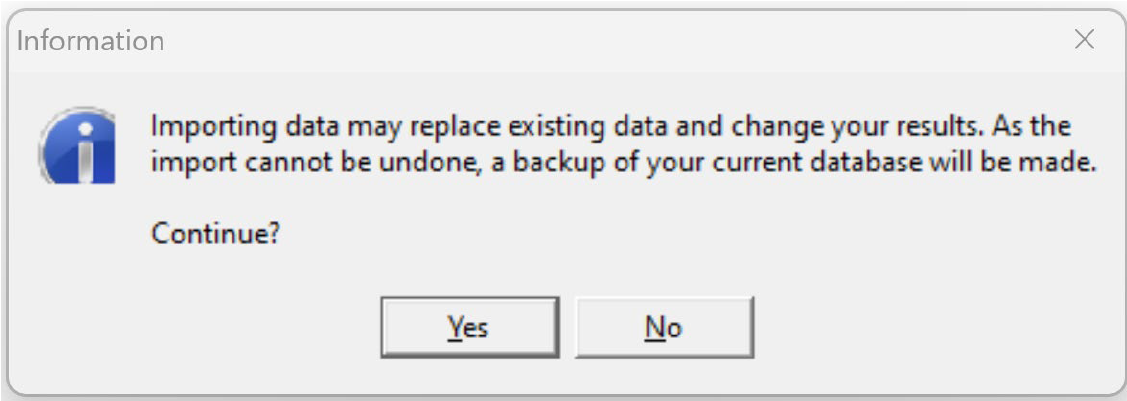 Information
Importing data may replace existing data and change your results. As the
import cannot be undone, a backup of your current database will be made.
Continue?
Yes
No